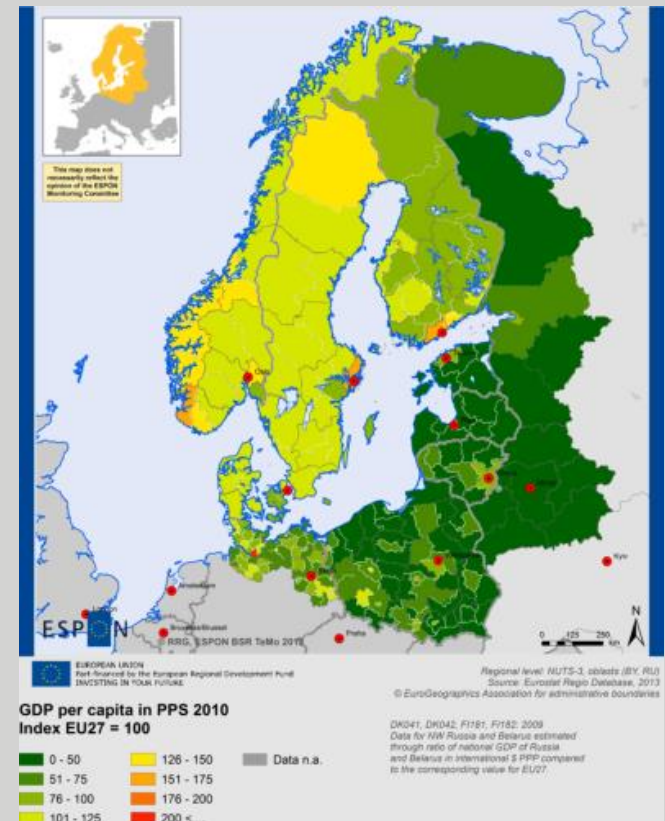 This map does not
necessarily reflect the
opinion of the ESPON
Monitoring Committee
Oslo
Kyiv
Amsterdam
London
Bruxelles/Brussel
Praha
ESPON
© RRG, ESPON BSR TeMo 2013
N
0 125 250
km
EUROPEAN UNION
Part-financed by the European Regional Development Fund
INVESTING IN YOUR FUTURE
Regional level: NUTS-3, oblasts (BY, RU)
Source: Eurostat Regio Database, 2013
© EuroGeographics Association for administrative boundaries
GDP per capita in PPS 2010
Index EU27 = 100
DK041, DK042, FI181, FI182: 2009
Data for NW Russia and Belarus estimated
through ratio of national GDP of Russia
and Belarus in international $ PPP compared
to the corresponding value for EU27.
0 - 50
51 - 75
76 - 100
101 - 125
126 - 150
151 - 175
176 - 200
200 < ...
Data n.a.